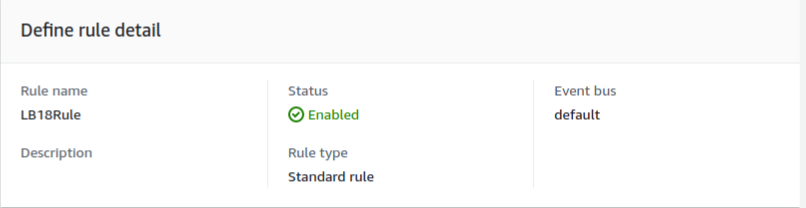 Define rule detail
Rule name
LB18Rule
Description
Status
Enabled
Rule type
Standard rule
Event bus
default